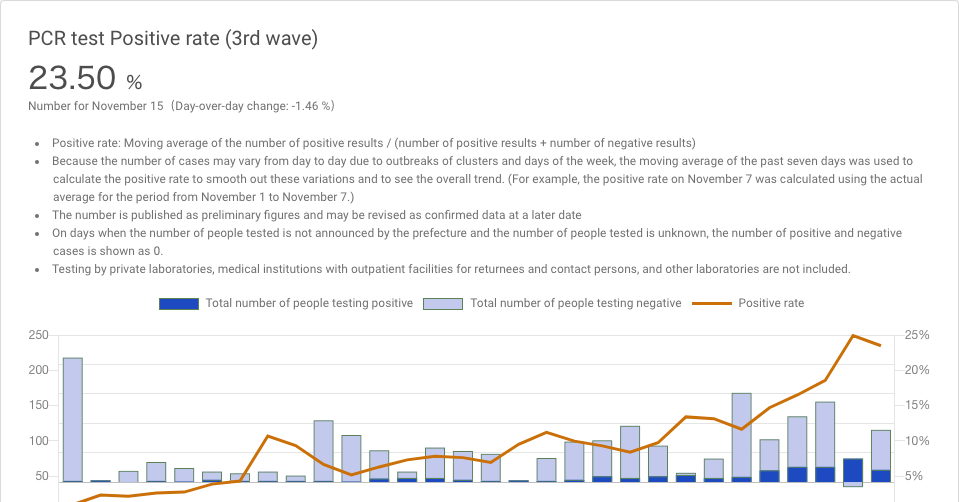 PCR test Positive rate (3rd wave)
23.50 %
Number for November 15 (Day-over-day change: -1.46 %)
• Positive rate: Moving average of the number of positive results / (number of positive results + number of negative results)
• Because the number of cases may vary from day to day due to outbreaks of clusters and days of the week, the moving average of the past seven days was used to
calculate the positive rate to smooth out these variations and to see the overall trend. (For example, the positive rate on November 7 was calculated using the actual
average for the period from November 1 to November 7.)
• The number is published as preliminary figures and may be revised as confirmed data at a later date
• On days when the number of people tested is not announced by the prefecture and the number of people tested is unknown, the number of positive and negative
cases is shown as 0.
• Testing by private laboratories, medical institutions with outpatient facilities for returnees and contact persons, and other laboratories are not included.
Total number of people testing positive Total number of people testing negative Positive rate
250 25%
200 20%
150 15%
100 10%
50 5%